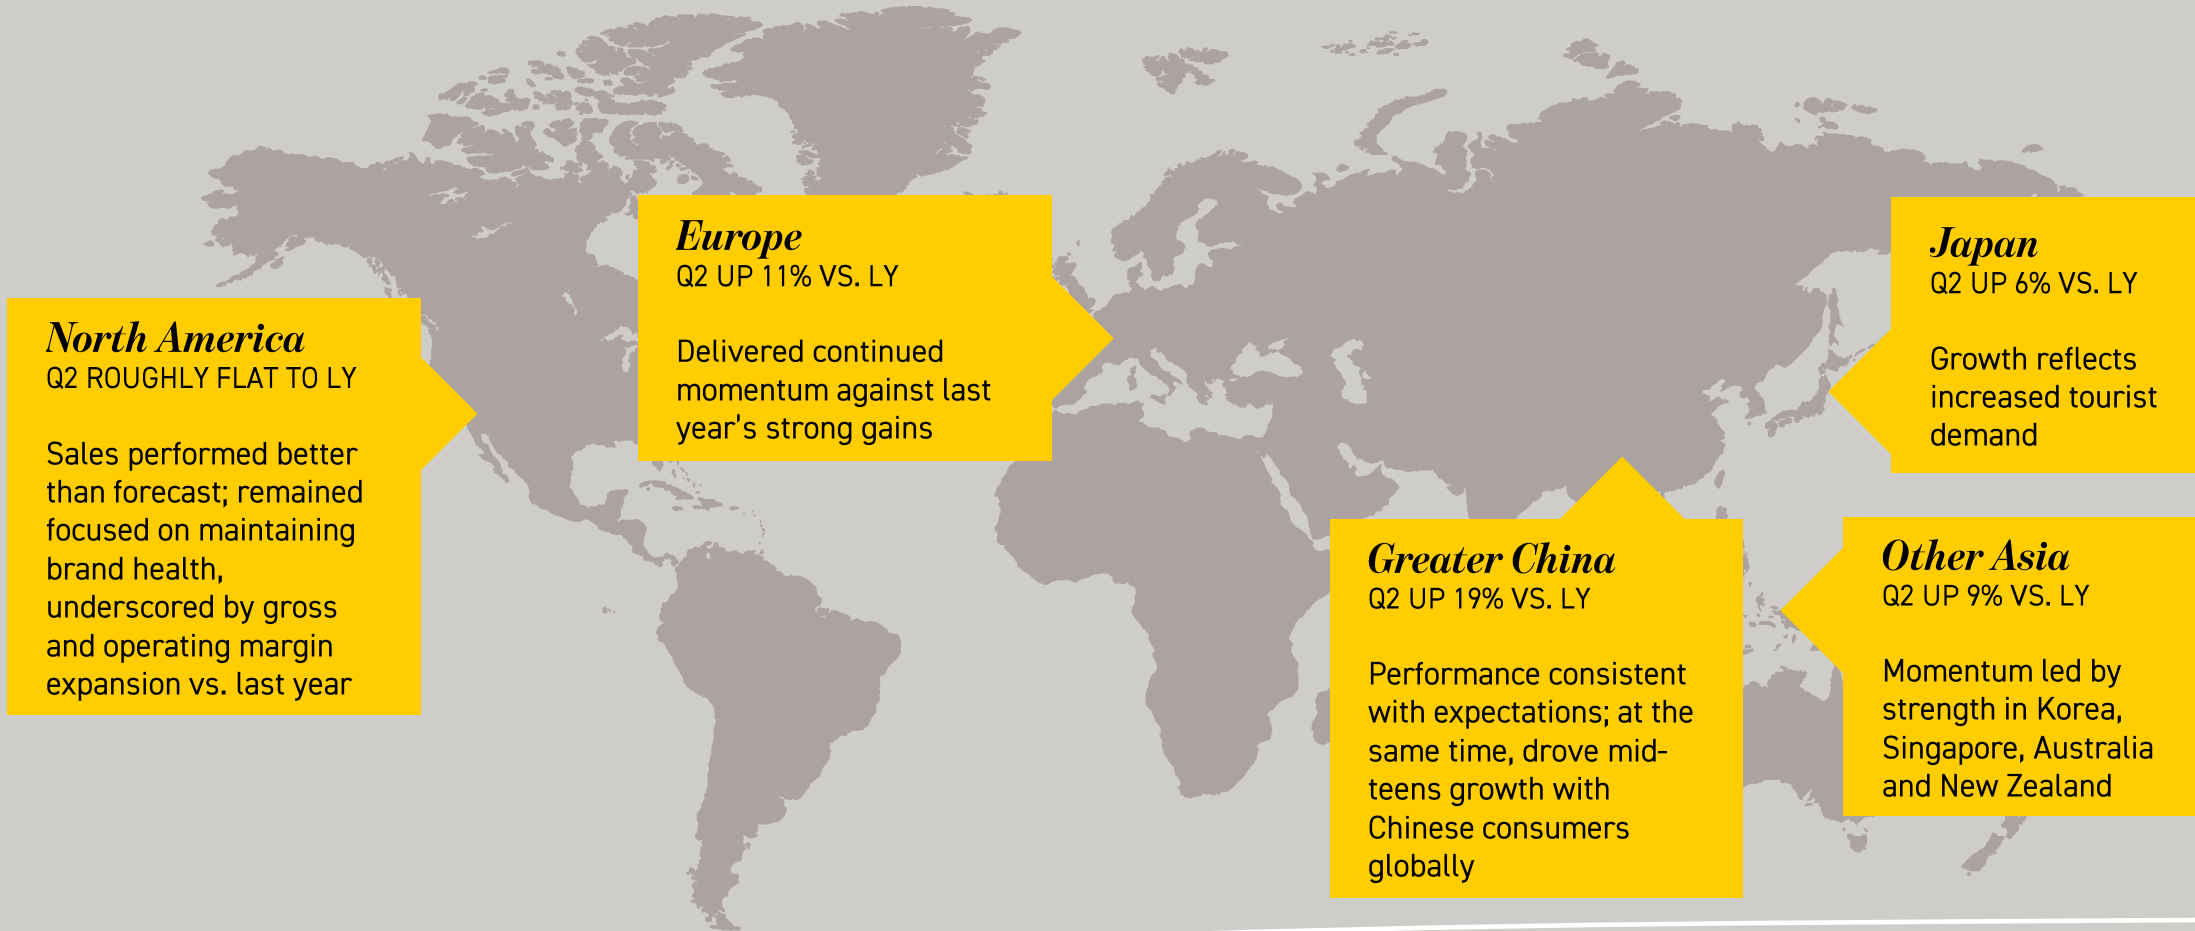 North America
Q2 ROUGHLY FLAT TO LY
Sales performed better
than forecast; remained
focused on maintaining
brand health,
underscored by gross
and operating margin
expansion vs. last year
Europe
Q2 UP 11% VS. LY
Delivered continued
momentum against last
year’s strong gains
Greater China
Q2 UP 19% VS. LY
Performance consistent
with expectations; at the
same time, drove mid-
teens growth with
Chinese consumers
globally
Japan
Q2 UP 6% VS. LY
Growth reflects
increased tourist
demand
Other Asia
Q2 UP 9% VS. LY
Momentum led by
strength in Korea,
Singapore, Australia
and New Zealand